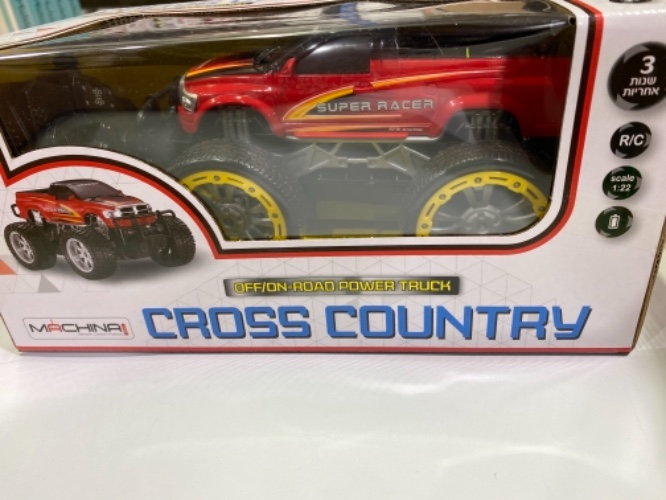 SUPER RACER
3
שנות
אחריות
R/C
scale
1:22
OFF/ON-ROAD POWER TRUCK
MACHINA
CROSS COUNTRY